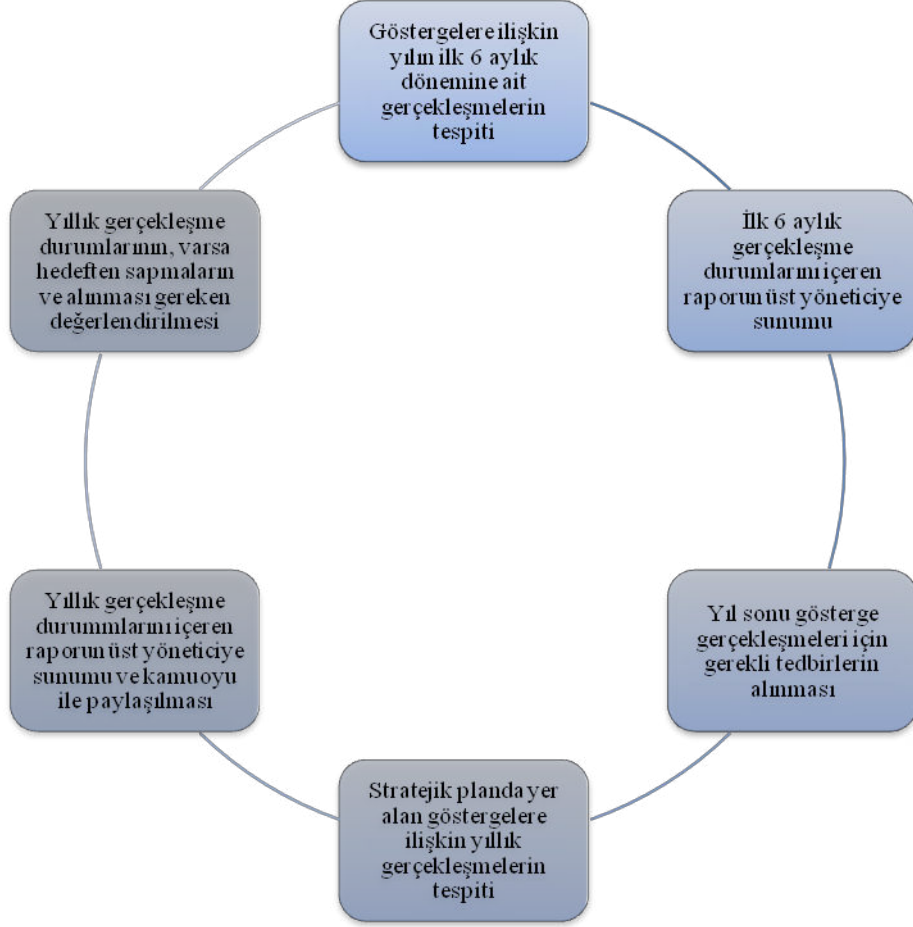 Göstergelere ilişkin
yılın ilk 6 aylık
dönemine ait
gerçekleşmelerin
tespiti
İlk 6 aylık
gerçekleşme
durumlarını içeren
raporun üst yöneticiye
sunumu
Yıl sonu gösterge
gerçekleşmeleri için
gerekli tedbirlerin
alınması
Stratejik planda yer
alan göstergelere
ilişkin yıllık
gerçekleşmelerin
tespiti
Yıllık gerçekleşme
durummlarını içeren
raporun üst yöneticiye
sunumu ve kamuoyu
ile paylaşılması
Yıllık gerçekleşme
durumlarının, varsa
hedeften sapmaların
ve alınması gereken
değerlendirilmesi